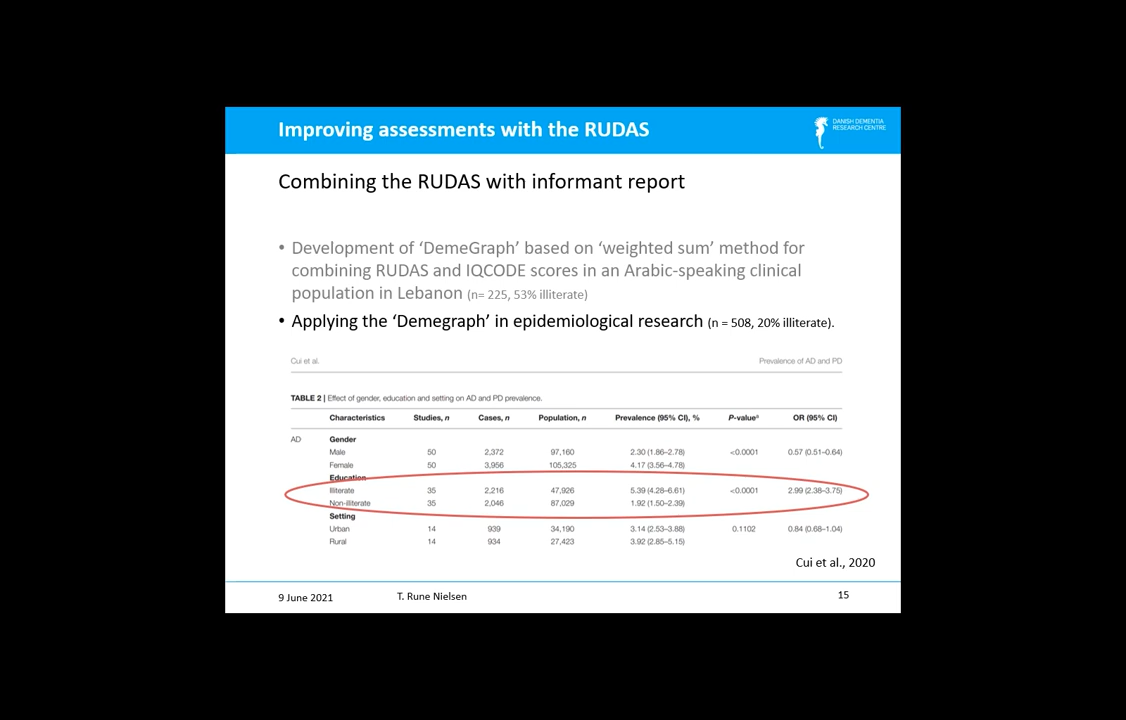 Improving assessments with the RUDAS
DANISH DEMENTIA
RESEARCH CENTRE
Combining the RUDAS with informant report
• Development of ‘DemeGraph’ based on ‘weighted sum’ method for
combining RUDAS and IQCODE scores in an Arabic-speaking clinical
population in Lebanon (n= 225, 53% illiterate)
• Applying the ‘Demegraph’ in epidemiological research (n = 508, 20% illiterate).
Cui et al. Prevalence of AD and PD
TABLE 2 | Effect of gender, education and setting on AD and PD prevalence.
Characteristics Studies, n Cases, n Population, n Prevalence (95% CI), % P-valueª OR (95% CI)
AD Gender
Male 50 2,372 97,160 2.30 (1.86–2.78) <0.0001 0.57 (0.51–0.64)
Female 50 3,956 105,325 4.17 (3.56–4.78)
Education
Illiterate 35 2,216 47,926 5.39 (4.28–6.61) <0.0001 2.99 (2.38–3.75)
Non-illiterate 35 2,046 87,029 1.92 (1.50–2.39)
Setting
Urban 14 939 34,190 3.14 (2.53–3.88) 0.1102 0.84 (0.68–1.04)
Rural 14 934 27,423 3.92 (2.85–5.15)
Cui et al., 2020
9 June 2021 T. Rune Nielsen 15